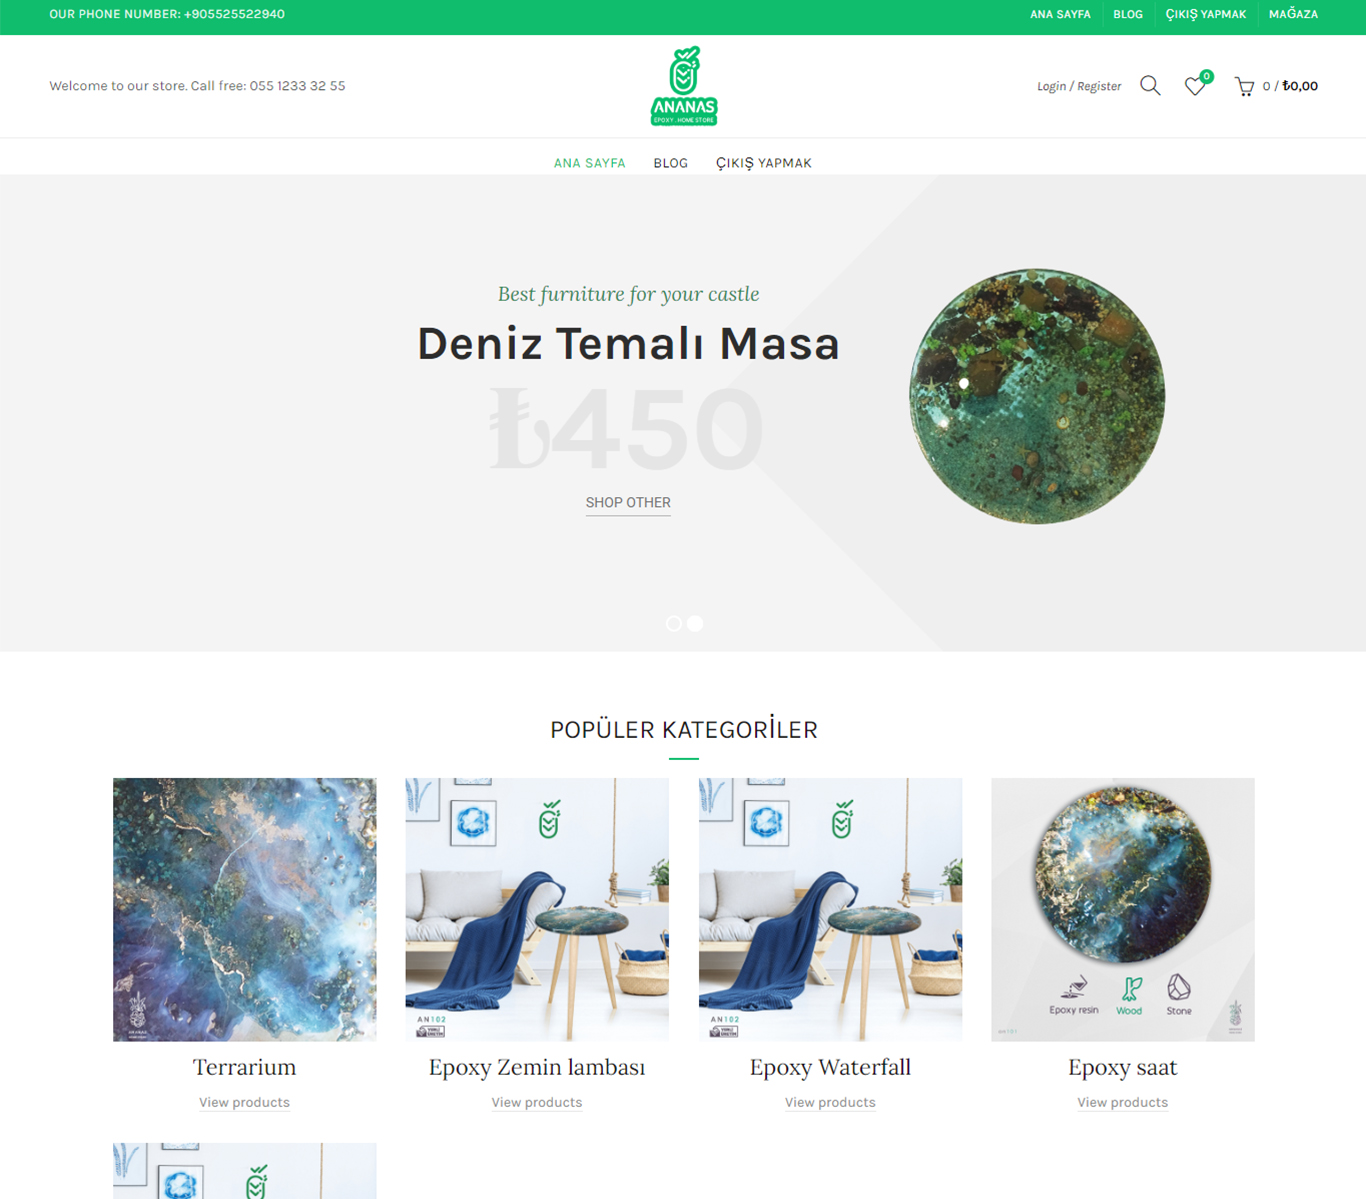 OUR PHONE NUMBER: +905525522940
ANA SAYFA
BLOG
ÇIKIŞ YAPMAK
MAĞAZA
Welcome to our store. Call free: 055 1233 32 55
ANANAS
EPOXY . HOME STORE
Login / Register
0
0 / ₺0,00
ANA SAYFA
BLOG
ÇIKIŞ YAPMAK
Best furniture for your castle
Deniz Temalı Masa
₺450
SHOP OTHER
POPÜLER KATEGORİLER
ANANAS
AN102
AN102
Epoxy resin
Wood
Stone
an101
Terrarium
Epoxy Zemin lambası
Epoxy Waterfall
Epoxy saat
View products
View products
View products
View products